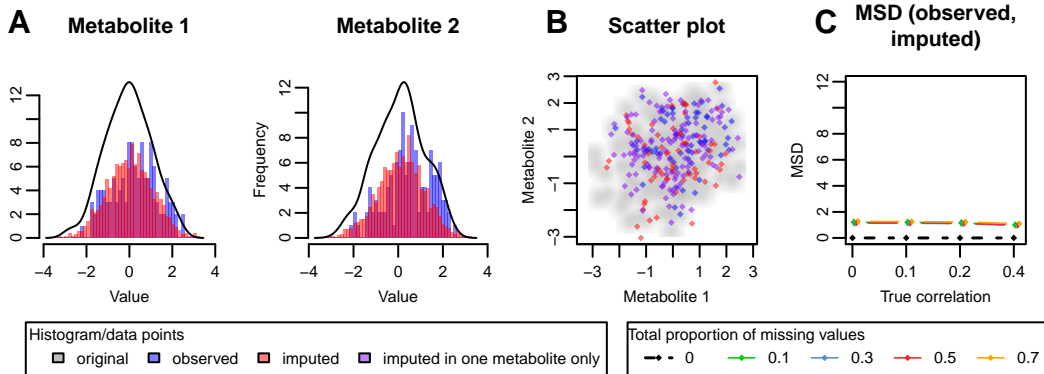 A
Metabolite 1
Metabolite 2
B
Scatter plot
C
MSD (observed,
imputed)
0 2 4 6 8 12
−4 −2 0 2 4
Value
Frequency
0 2 4 6 8 10 12
−4 −2 0 2 4
Value
Metabolite 2
−3 −1 1 2 3
−3 −1 0 1 2 3
Metabolite 1
MSD
0 2 4 8 12
0 0.1 0.2 0.4
True correlation
Histogram/data points
original observed imputed imputed in one metabolite only
Total proportion of missing values
0 0.1 0.3 0.5 0.7